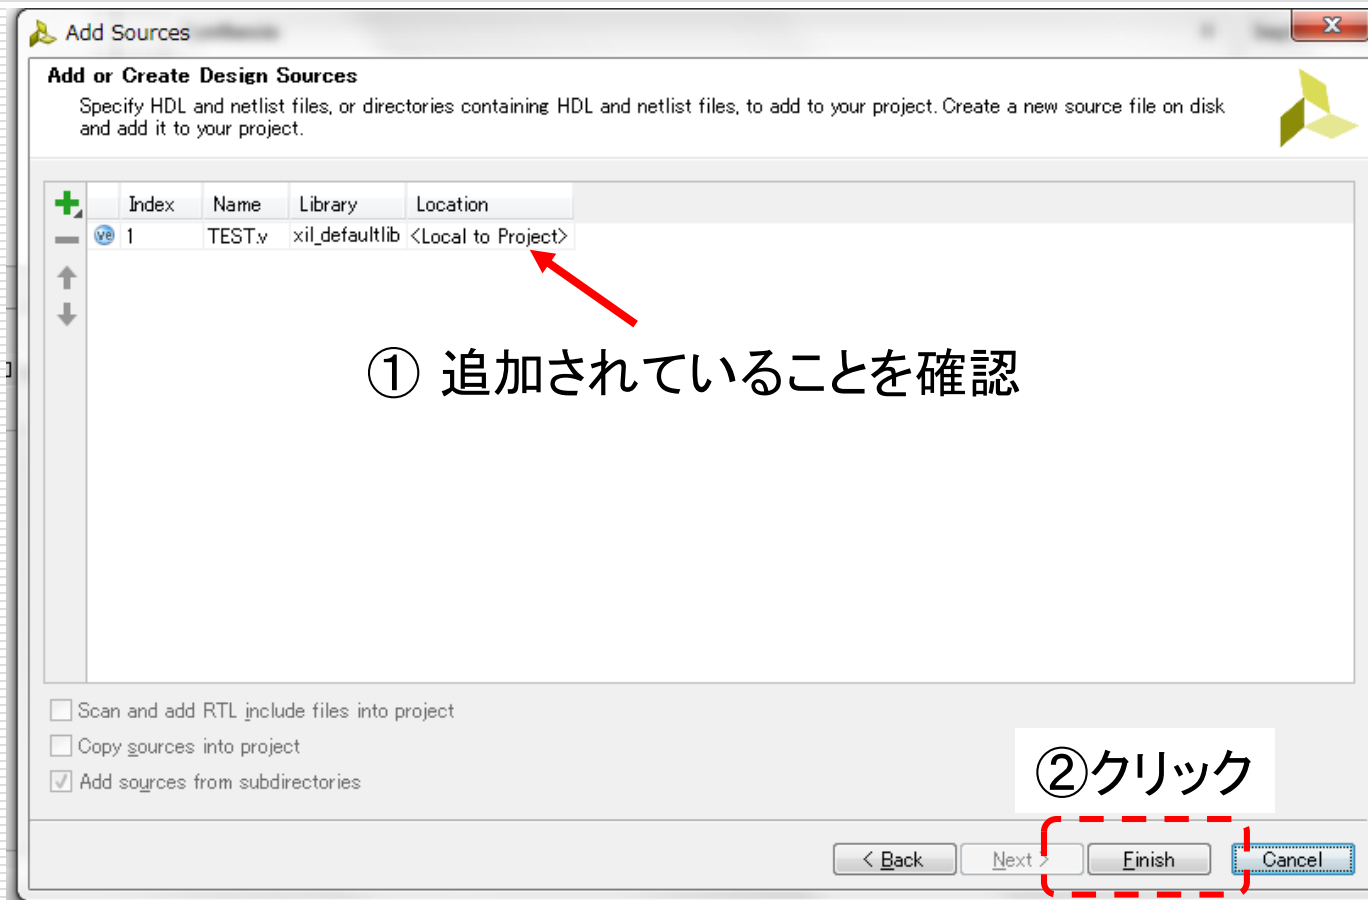 Add Sources
Add or Create Design Sources
Specify HDL and netlist files, or directories containing HDL and netlist files, to add to your project. Create a new source file on disk
and add it to your project.
Index Name Library Location
1 TEST.v xil_defaultlib <Local to Project>
① 追加されていることを確認
Scan and add RTL include files into project
Copy sources into project
Add sources from subdirectories
②クリック
< Back Next > Finish Cancel